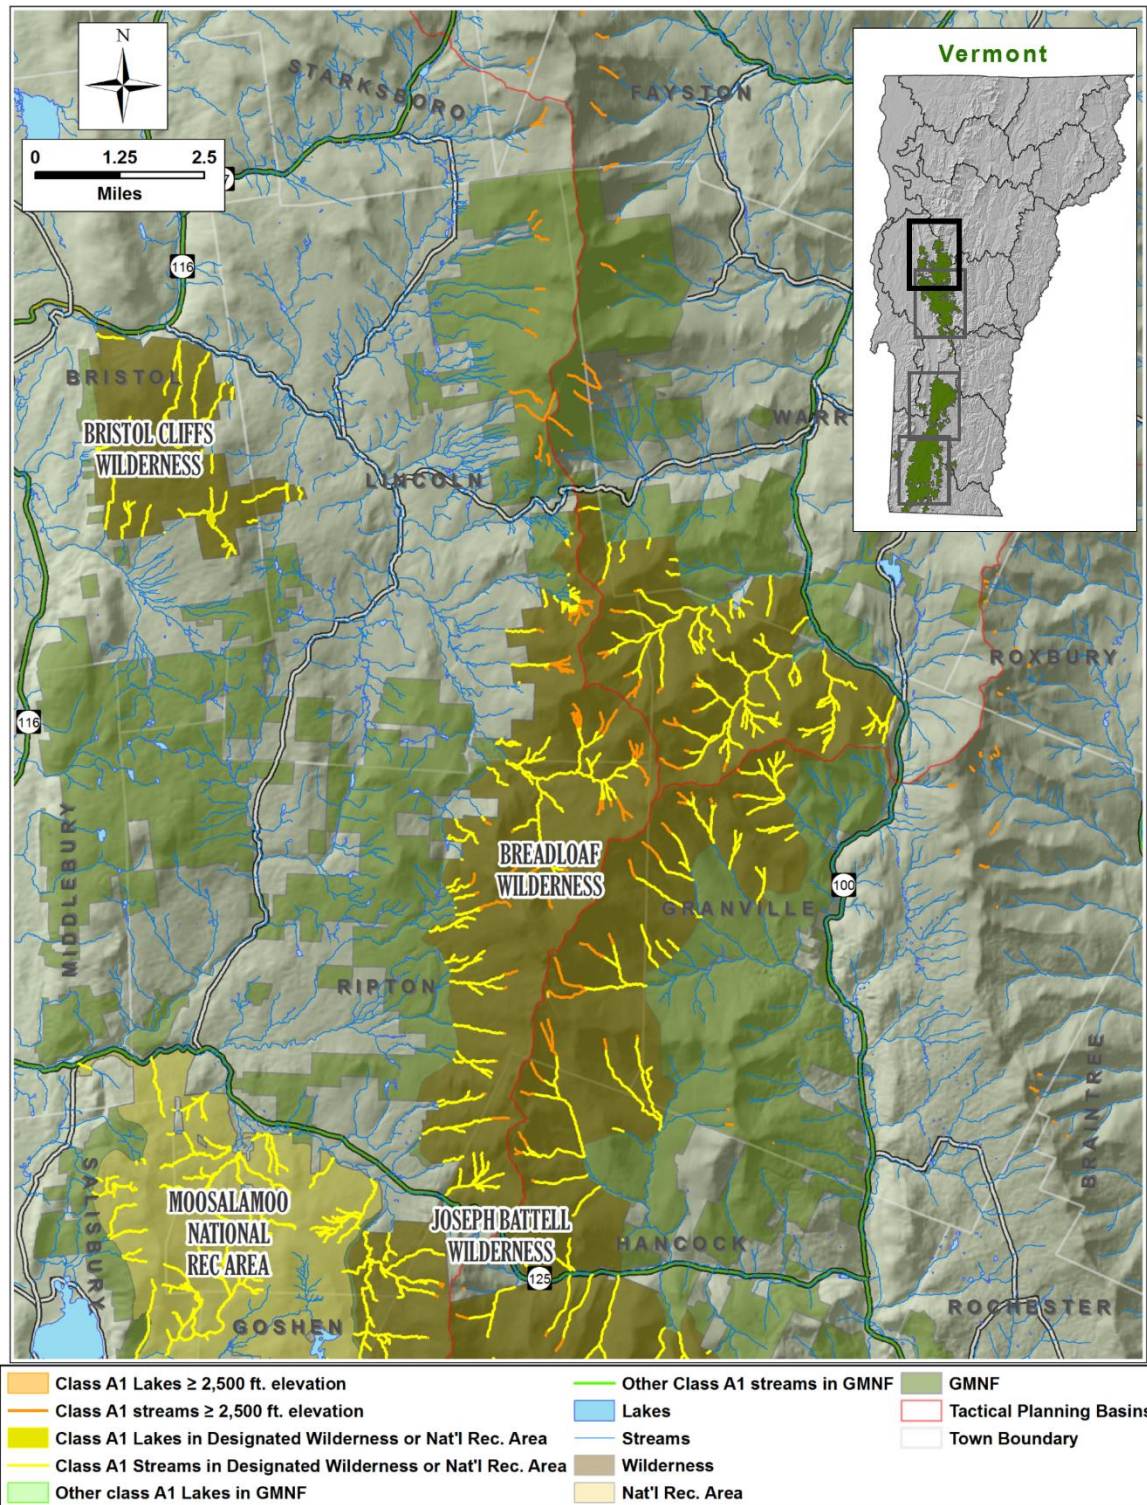 N
0 1.25 2.5
Miles
Vermont
STARKSBORO
FAYSTON
116
BRISTOL
BRISTOL CLIFFS
WILDERNESS
WARR
LINCOLN
ROXBURY
116
MIDDLEBURY
BREADLOAF
WILDERNESS
100
GRANVILLE
RIPTON
BRAINTREE
SALISBURY
MOOSALAMOO
NATIONAL
REC AREA
JOSEPH BATTELL
WILDERNESS
HANCOCK
125
GOSHEN
ROCHESTER
Class A1 Lakes ≥ 2,500 ft. elevation
Class A1 streams ≥ 2,500 ft. elevation
Class A1 Lakes in Designated Wilderness or Nat'l Rec. Area
Class A1 Streams in Designated Wilderness or Nat'l Rec. Area
Other class A1 Lakes in GMNF
Other Class A1 streams in GMNF
Lakes
Streams
Wilderness
Nat'l Rec. Area
GMNF
Tactical Planning Basins
Town Boundary